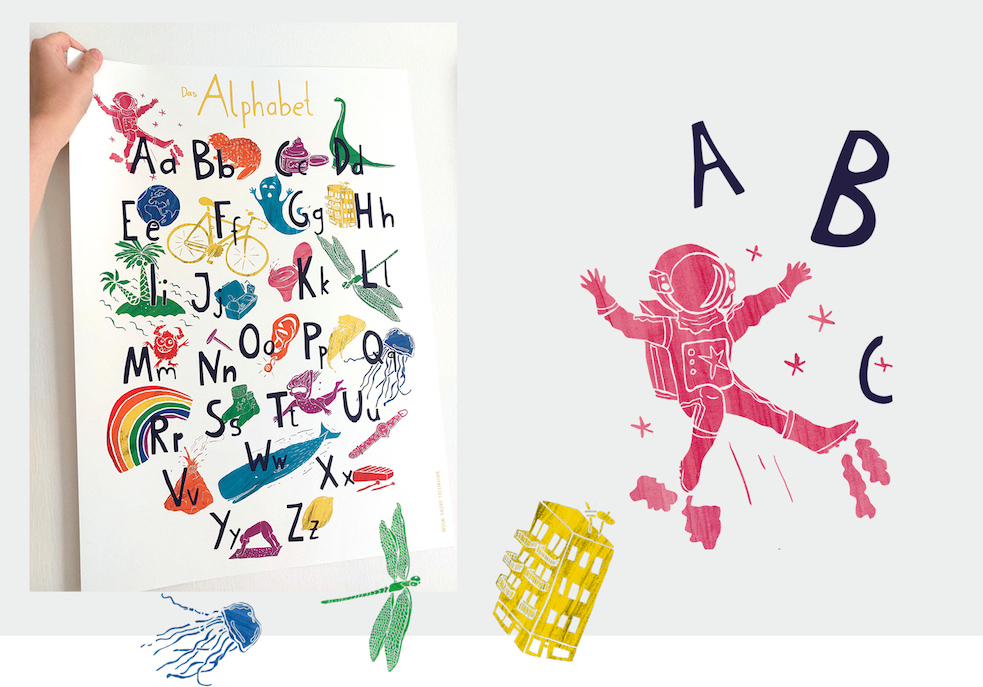 Das Alphabet
Aa Bb Cc Dd
Ee Ff Gg Hh
Ii Jj Kk Ll
Mm Nn Oo Pp Qq
Rr Ss Tt Uu
Vv Ww Xx
Yy Zz
A
B
C